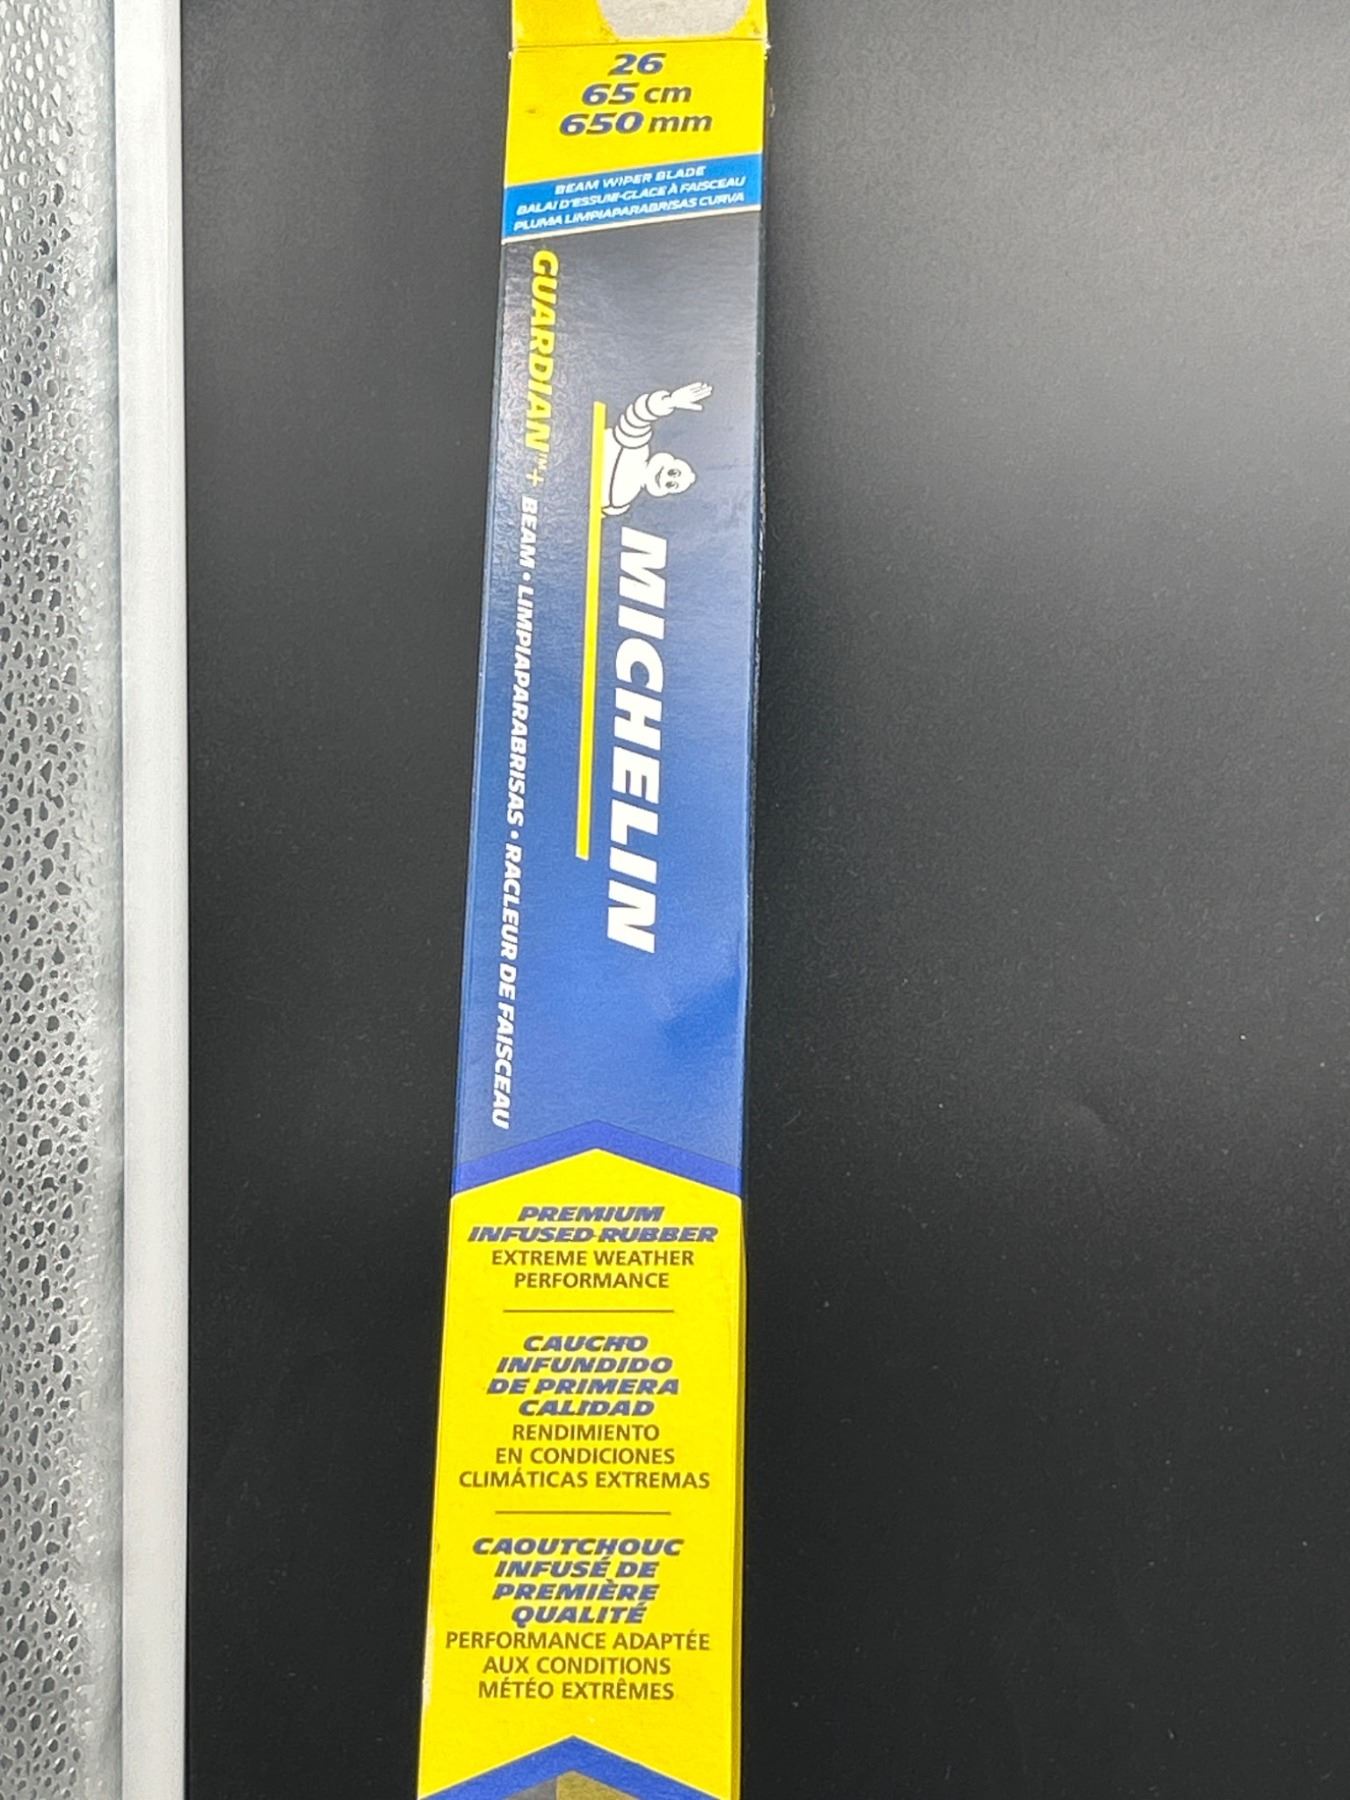 26
65 cm
650 mm
BEAM WIPER BLADE
BALAI D'ESSUIE-GLACE À FAISCEAU
PLUMA LIMPIAPARABRISAS CURVA
MICHELIN
GUARDIAN™+ BEAM • LIMPIAPARABRISAS • RACLEUR DE FAISCEAU
PREMIUM
INFUSED RUBBER
EXTREME WEATHER
PERFORMANCE
CAUCHO
INFUNDIDO
DE PRIMERA
CALIDAD
RENDIMIENTO
EN CONDICIONES
CLIMÁTICAS EXTREMAS
CAOUTCHOUC
INFUSÉ DE
PREMIÈRE
QUALITÉ
PERFORMANCE ADAPTÉE
AUX CONDITIONS
MÉTÉO EXTRÊMES